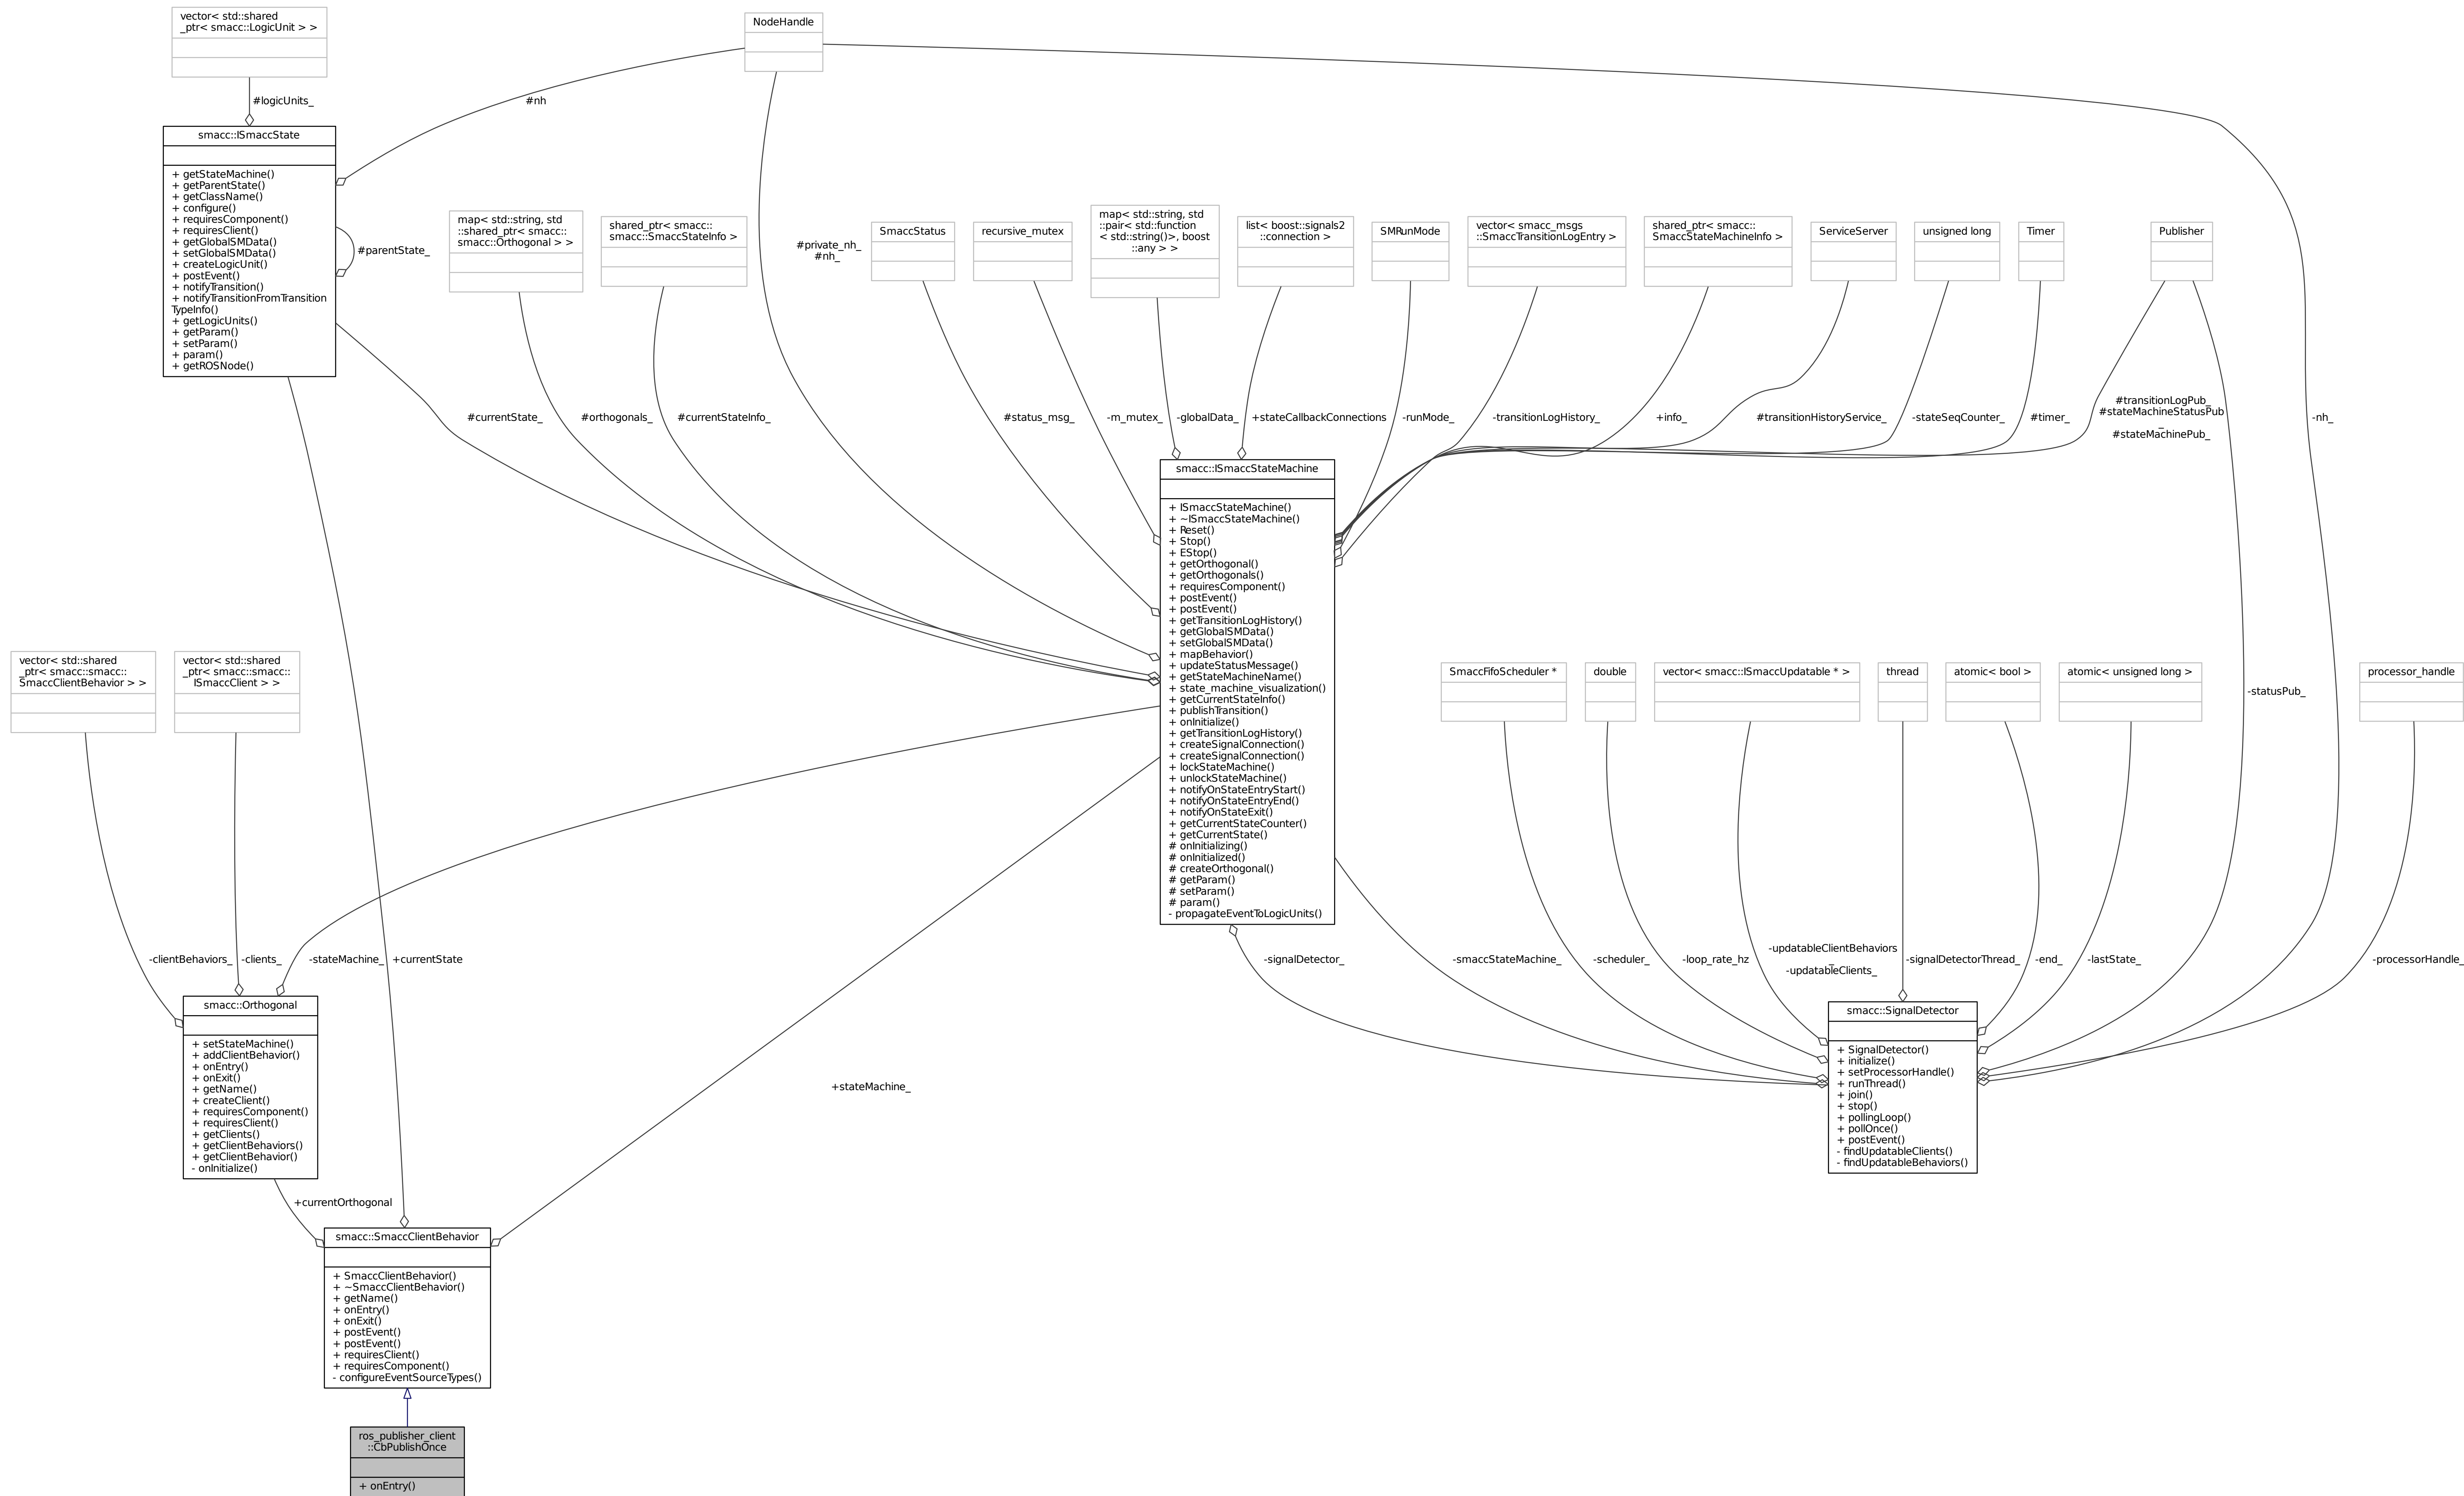 vector< std::shared
_ptr< smacc::LogicUnit > >
NodeHandle
#logicUnits_
#nh
smacc::ISmaccState
+ getStateMachine()
+ getParentState()
+ getClassName()
+ configure()
+ requiresComponent()
+ requiresClient()
+ getGlobalSMData()
+ setGlobalSMData()
+ createLogicUnit()
+ postEvent()
+ notifyTransition()
+ notifyTransitionFromTransition
TypeInfo()
+ getLogicUnits()
+ getParam()
+ setParam()
+ param()
+ getROSNode()
#parentState_
map< std::string, std
::shared_ptr< smacc::
smacc::Orthogonal > >
shared_ptr< smacc::
smacc::SmaccStateInfo >
#private_nh_
#nh_
SmaccStatus
recursive_mutex
map< std::string, std
::pair< std::function
< std::string()>, boost
::any > >
list< boost::signals2
::connection >
SMRunMode
vector< smacc_msgs
::SmaccTransitionLogEntry >
shared_ptr< smacc::
SmaccStateMachineInfo >
ServiceServer
unsigned long
Timer
Publisher
#currentState_
#orthogonals_
#currentStateInfo_
#status_msg_
-m_mutex_
-globalData_
+stateCallbackConnections
-runMode_
-transitionLogHistory_
+info_
#transitionHistoryService_
-stateSeqCounter_
#timer_
#transitionLogPub_
#stateMachineStatusPub
_
#stateMachinePub_
-nh_
smacc::ISmaccStateMachine
+ ISmaccStateMachine()
+ ~ISmaccStateMachine()
+ Reset()
+ Stop()
+ EStop()
+ getOrthogonal()
+ getOrthogonals()
+ requiresComponent()
+ postEvent()
+ postEvent()
+ getTransitionLogHistory()
+ getGlobalSMData()
+ setGlobalSMData()
+ mapBehavior()
+ updateStatusMessage()
+ getStateMachineName()
+ state_machine_visualization()
+ getCurrentStateInfo()
+ publishTransition()
+ onInitialize()
+ getTransitionLogHistory()
+ createSignalConnection()
+ createSignalConnection()
+ lockStateMachine()
+ unlockStateMachine()
+ notifyOnStateEntryStart()
+ notifyOnStateEntryEnd()
+ notifyOnStateExit()
+ getCurrentStateCounter()
+ getCurrentState()
# onInitializing()
# onInitialized()
# createOrthogonal()
# getParam()
# setParam()
# param()
- propagateEventToLogicUnits()
vector< std::shared
_ptr< smacc::smacc::
SmaccClientBehavior > >
vector< std::shared
_ptr< smacc::smacc::
ISmaccClient > >
SmaccFifoScheduler *
double
vector< smacc::ISmaccUpdatable * >
thread
atomic< bool >
atomic< unsigned long >
-statusPub_
processor_handle
-clientBehaviors_
-clients_
-stateMachine_
+currentState
-signalDetector_
-smaccStateMachine_
-scheduler_
-loop_rate_hz
-updatableClientBehaviors
_
-updatableClients_
-signalDetectorThread_
-end_
-lastState_
-processorHandle_
smacc::Orthogonal
+ setStateMachine()
+ addClientBehavior()
+ onEntry()
+ onExit()
+ getName()
+ createClient()
+ requiresComponent()
+ requiresClient()
+ getClients()
+ getClientBehaviors()
+ getClientBehavior()
- onInitialize()
smacc::SignalDetector
+ SignalDetector()
+ initialize()
+ setProcessorHandle()
+ runThread()
+ join()
+ stop()
+ pollingLoop()
+ pollOnce()
+ postEvent()
- findUpdatableClients()
- findUpdatableBehaviors()
+stateMachine_
+currentOrthogonal
smacc::SmaccClientBehavior
+ SmaccClientBehavior()
+ ~SmaccClientBehavior()
+ getName()
+ onEntry()
+ onExit()
+ postEvent()
+ postEvent()
+ requiresClient()
+ requiresComponent()
- configureEventSourceTypes()
ros_publisher_client
::CbPublishOnce
+ onEntry()